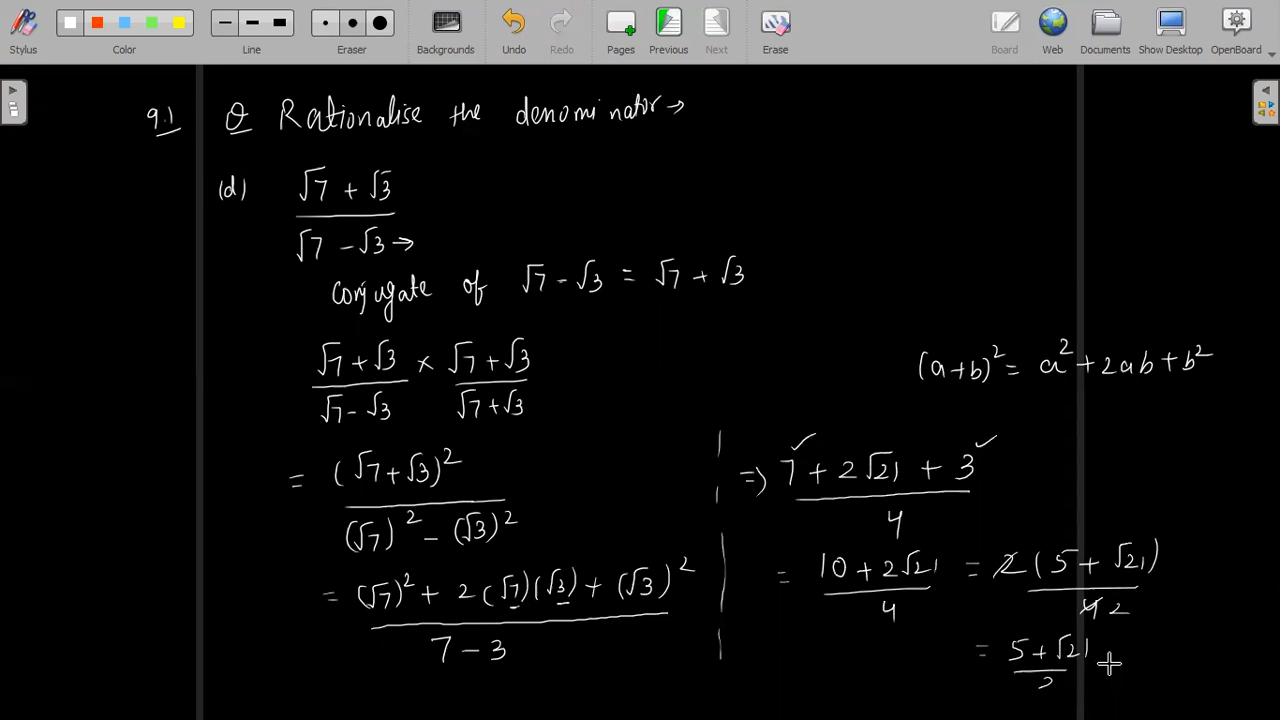 Stylus Color Line Eraser Backgrounds Undo Redo Pages Previous Next Erase Board Web Documents Show Desktop OpenBoard
9.1 Q Rationalise the denominator →
(d) √7 + √3
√7 - √3 →
Conjugate of √7 - √3 = √7 + √3
√7 + √3 × √7 + √3
√7 - √3 √7 + √3
= (√7 + √3)²
(√7)² - (√3)²
= (√7)² + 2(√7)(√3) + (√3)²
7 - 3
(a+b)² = a² + 2ab + b²
⇒ 7 + 2√21 + 3
4
= 10 + 2√21 = 2(5 + √21)
4 4 2
= 5 + √21
2